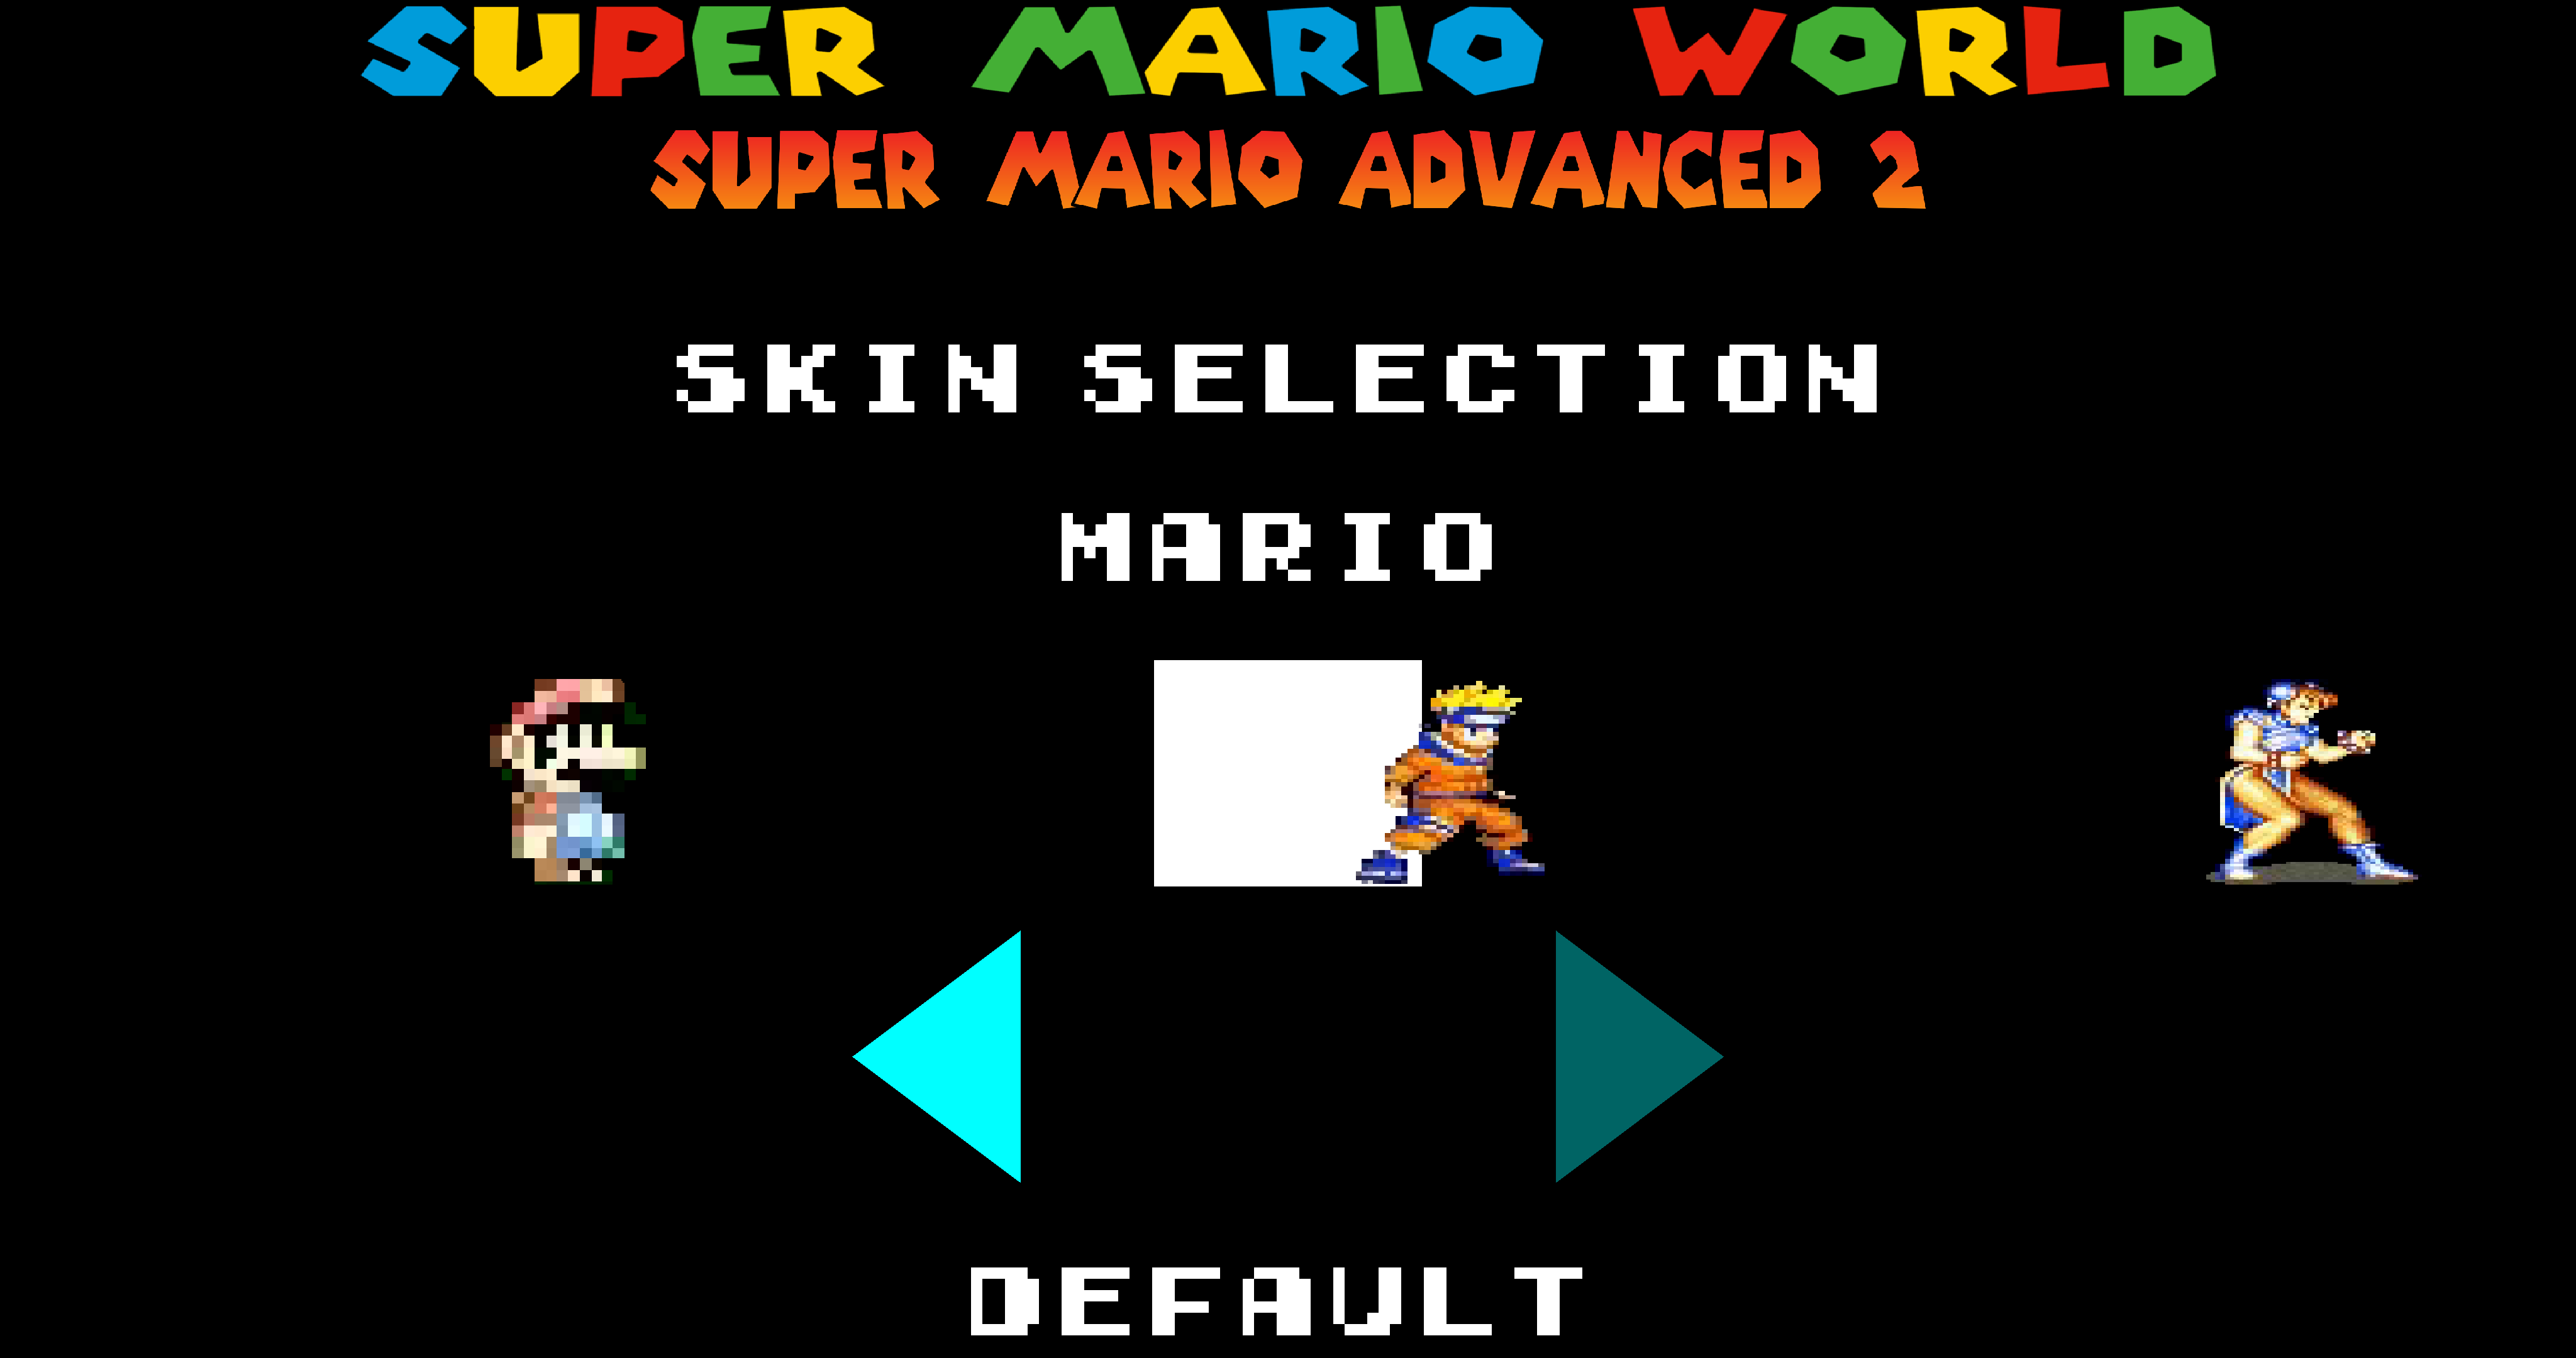 SUPER MARIO WORLD
SUPER MARIO ADVANCED 2
SKIN SELECTION
MARIO
DEFAULT